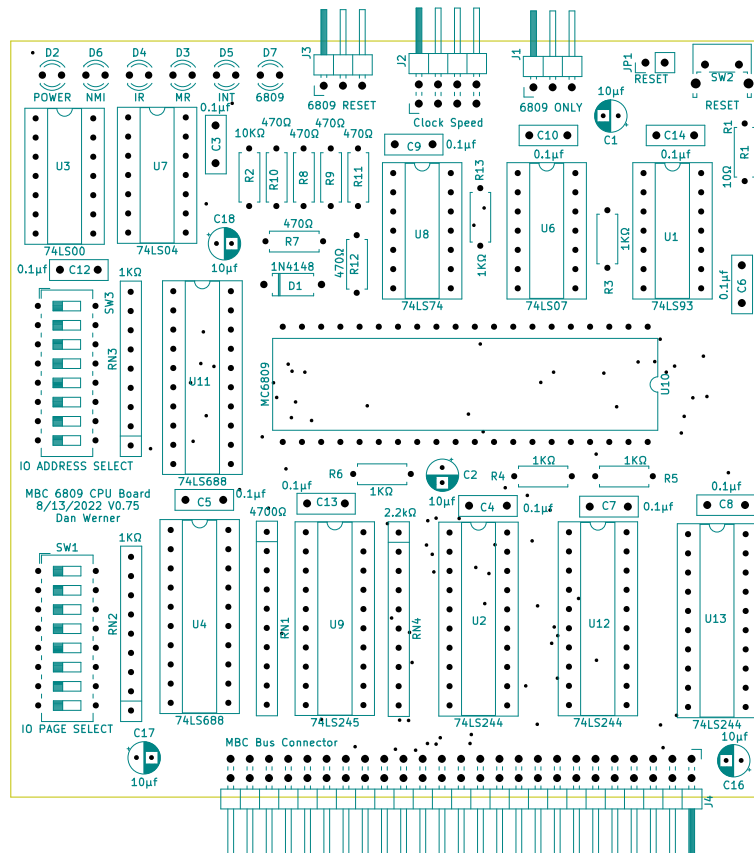 D2 D6 D4 D3 D5 D7
POWER NMI IR MR INT 6809
J3 J2 J1 JP1
6809 RESET
Clock Speed
6809 ONLY
RESET
SW2
RESET
10µf
C1
U3
74LS00
U7
74LS04
0.1µf
C3
10KΩ 470Ω 470Ω 470Ω 470Ω
R2 R10 R8 R9 R11
C9 0.1µf
C10
0.1µf
C14
0.1µf
R1
R1
10Ω
C18
10µf
470Ω
R7
1N4148
D1
470Ω
R12
U8
74LS74
R13
1KΩ
U6
74LS07
1KΩ
R3
U1
74LS93
0.1µf
C6
0.1µf C12
1KΩ
SW3
RN3
IO ADDRESS SELECT
U11
74LS688
MC6809
U10
MBC 6809 CPU Board
8/13/2022 V0.75
Dan Werner
R6
1KΩ
C2
10µf
R4
1KΩ
1KΩ
R5
C5
0.1µf
0.1µf
C13
C4 0.1µf
C7 0.1µf
C8
0.1µf
SW1
1KΩ
RN2
IO PAGE SELECT
U4
74LS688
4700Ω
RN1
U9
74LS245
2.2kΩ
RN4
U2
74LS244
U12
74LS244
U13
74LS244
C17
10µf
MBC Bus Connector
J4
10µf
C16